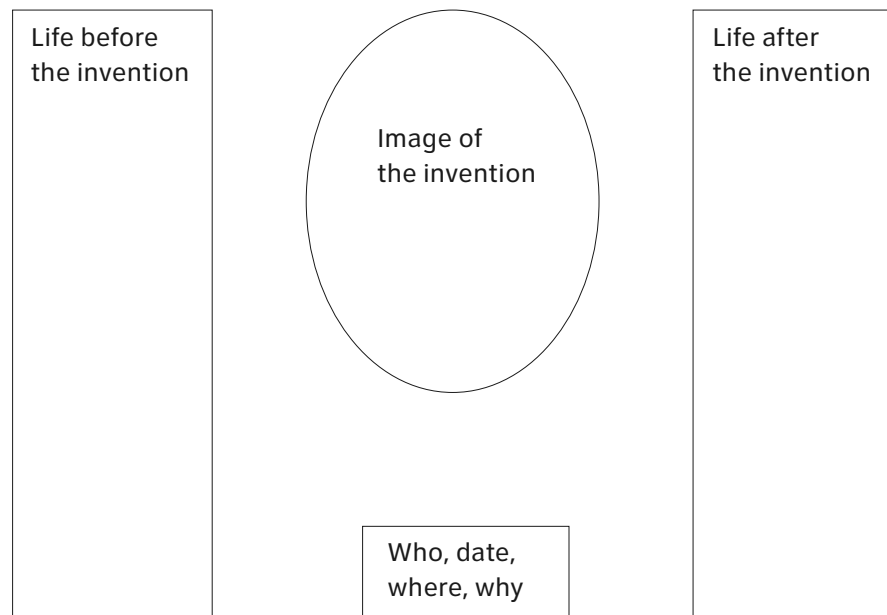 Life before
the invention
Image of
the invention
Life after
the invention
Who, date,
where, why